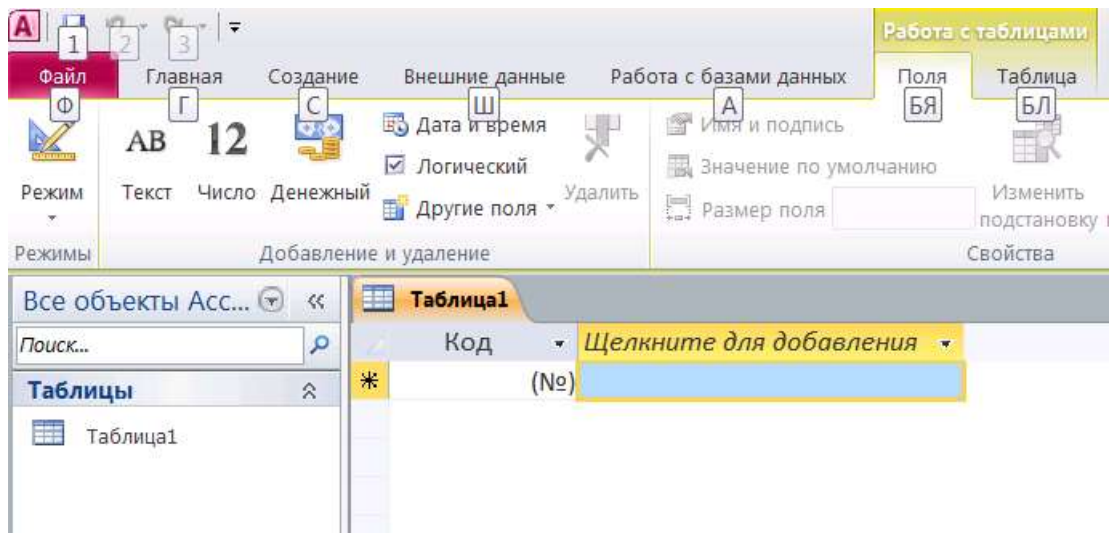 A
1 2 3
Работа с таблицами
Файл Главная Создание Внешние данные Работа с базами данных Поля Таблица
Ф Г С Ш А БЯ БЛ
AB 12 Дата и время Имя и подпись
Логический Значение по умолчанию
Режим Текст Число Денежный Другие поля Удалить Размер поля Изменить
подстановку
Режимы Добавление и удаление Свойства
Все объекты Acc... «
Таблица1
Поиск...
Код Щелкните для добавления
Таблицы
(№)
Таблица1